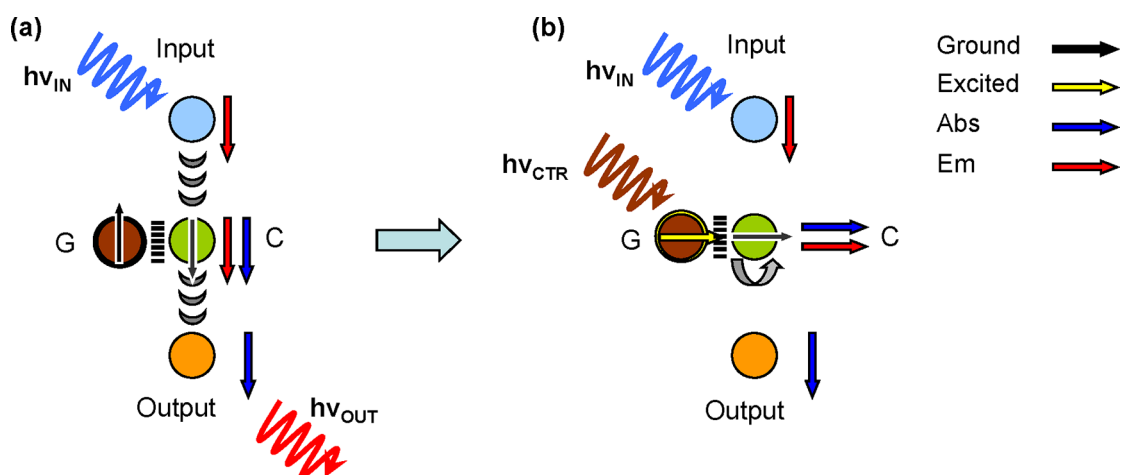 (a)
Input
hνIN
G
C
Output
hνOUT
(b)
Input
hνIN
hνCTR
G
C
Output
Ground
Excited
Abs
Em